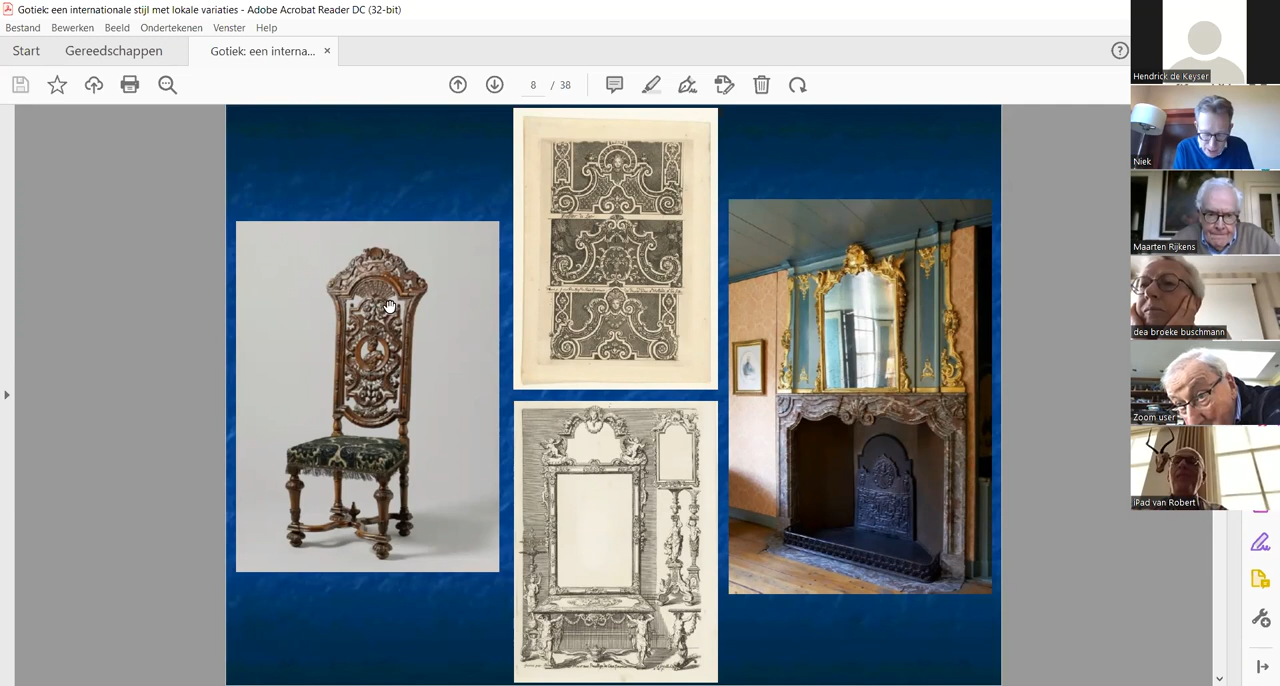 Gotiek: een internationale stijl met lokale variaties - Adobe Acrobat Reader DC (32-bit)
Bestand Bewerken Beeld Ondertekenen Venster Help
Start Gereedschappen Gotiek: een interna... ×
8 / 38
Hendrick de Keyser
Niek
Maarten Rijkens
dea broeke buschmann
Zoom user
iPad van Robert